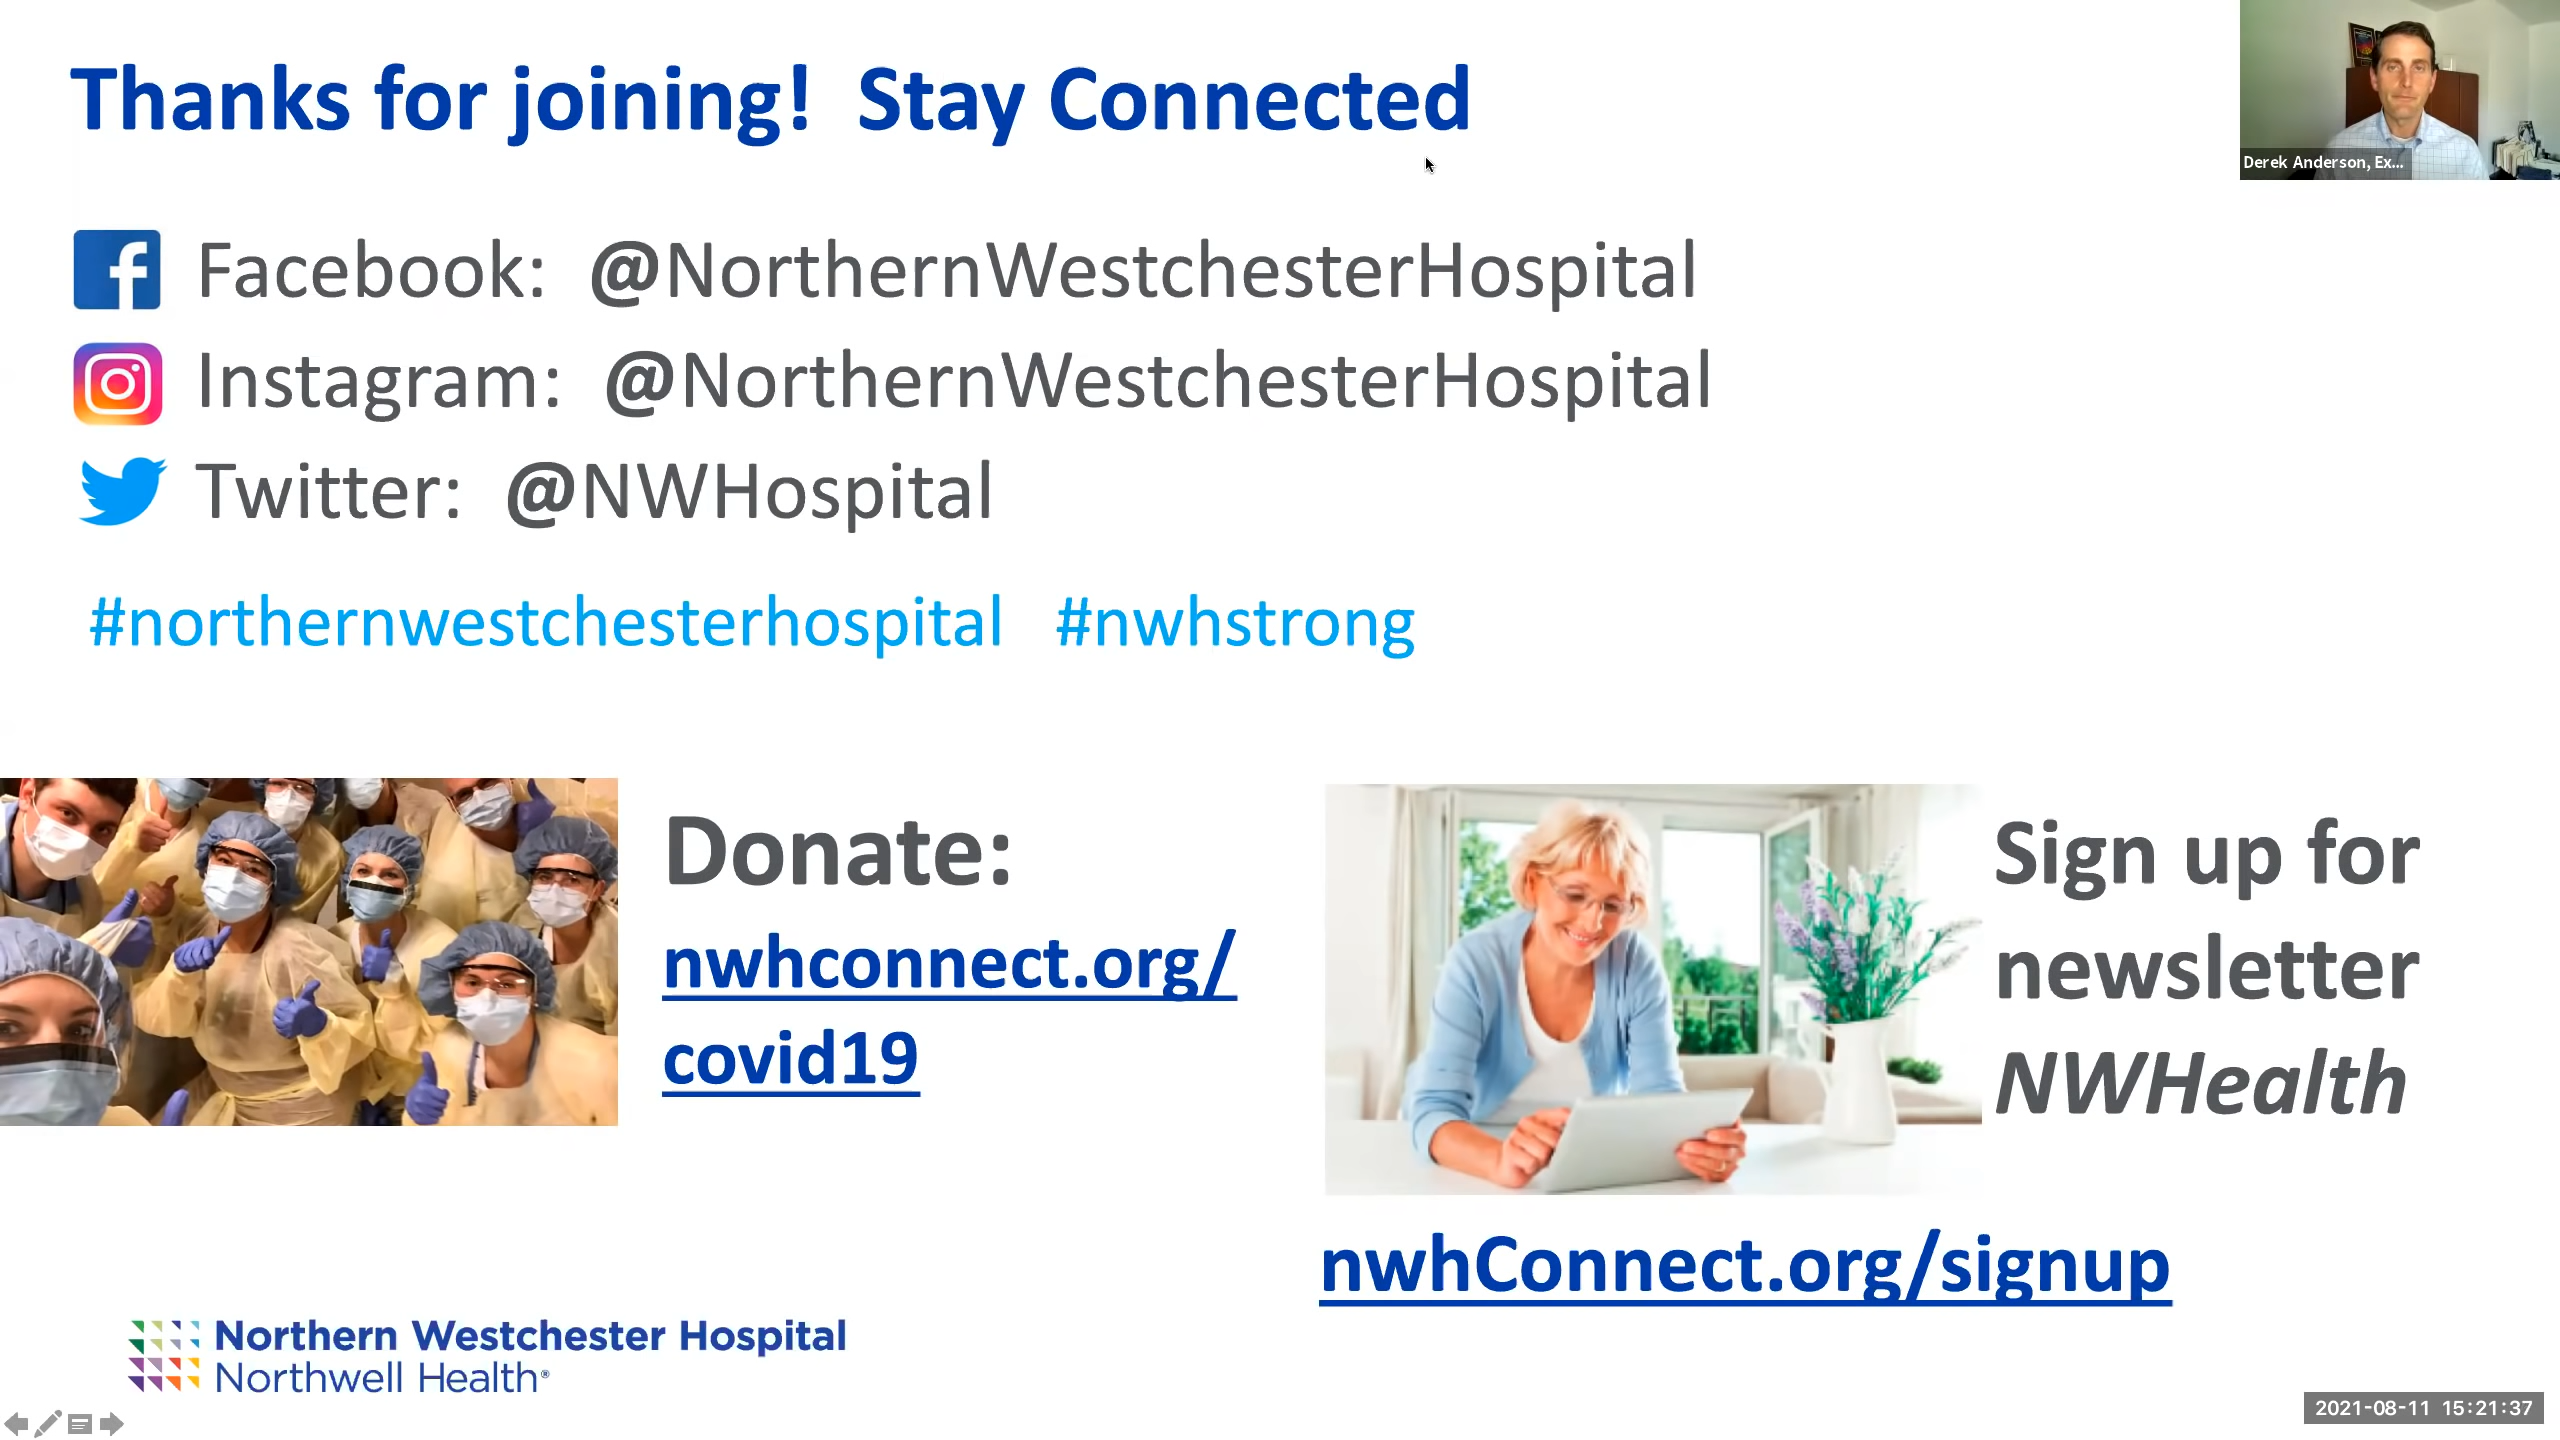 Thanks for joining!  Stay Connected
Derek Anderson, Ex...
Facebook:  @NorthernWestchesterHospital
Instagram:  @NorthernWestchesterHospital
Twitter:  @NWHospital
#northernwestchesterhospital   #nwhstrong
Donate:
nwhconnect.org/
covid19
Sign up for
newsletter
NWHealth
nwhConnect.org/signup
Northern Westchester Hospital
Northwell Health®
2021-08-11  15:21:37